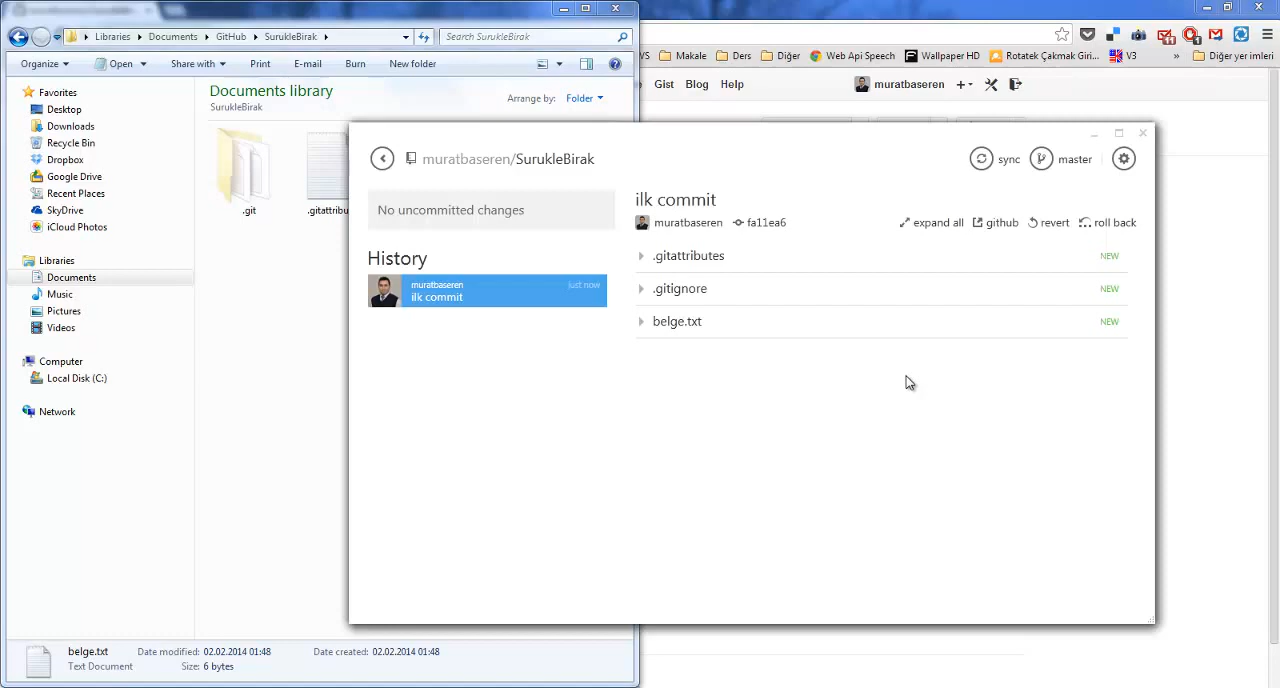 Libraries Documents GitHub SurukleBirak
Search SurukleBirak
Organize Open Share with Print E-mail Burn New folder
Favorites
Desktop
Downloads
Recycle Bin
Dropbox
Google Drive
Recent Places
SkyDrive
iCloud Photos
Libraries
Documents
Music
Pictures
Videos
Computer
Local Disk (C:)
Network
Documents library
SurukleBirak
Arrange by: Folder
.git
.gitattribu
belge.txt
Text Document
Date modified: 02.02.2014 01:48
Size: 6 bytes
Date created: 02.02.2014 01:48
VS Makale Ders Diğer Web Api Speech Wallpaper HD Rotatek Çakmak Giri... V3 » Diğer yer imleri
Gist Blog Help
muratbaseren
muratbaseren/SurukleBirak
sync
master
No uncommitted changes
History
muratbaseren just now
ilk commit
ilk commit
muratbaseren fa11ea6
expand all github revert roll back
.gitattributes NEW
.gitignore NEW
belge.txt NEW